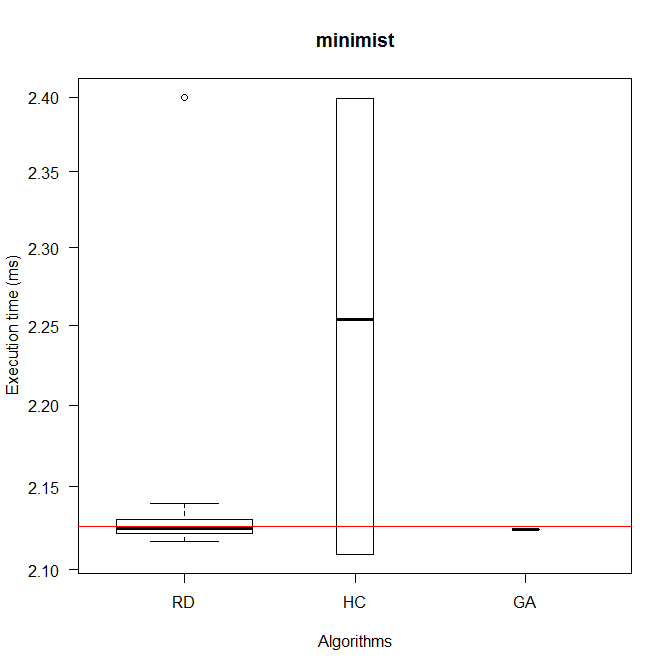 minimist
2.40
2.35
2.30
2.25
2.20
2.15
2.10
Execution time (ms)
RD HC GA
Algorithms